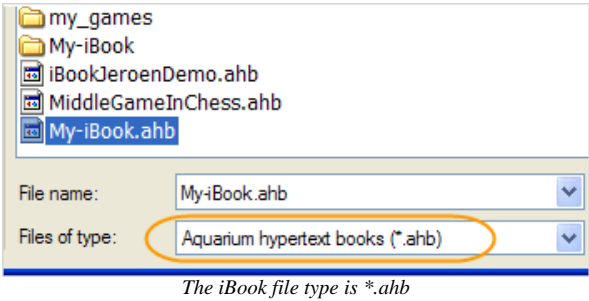 my_games
My-iBook
iBookJeroenDemo.ahb
MiddleGameInChess.ahb
My-iBook.ahb
File name: My-iBook.ahb
Files of type: Aquarium hypertext books (*.ahb)
The iBook file type is *.ahb